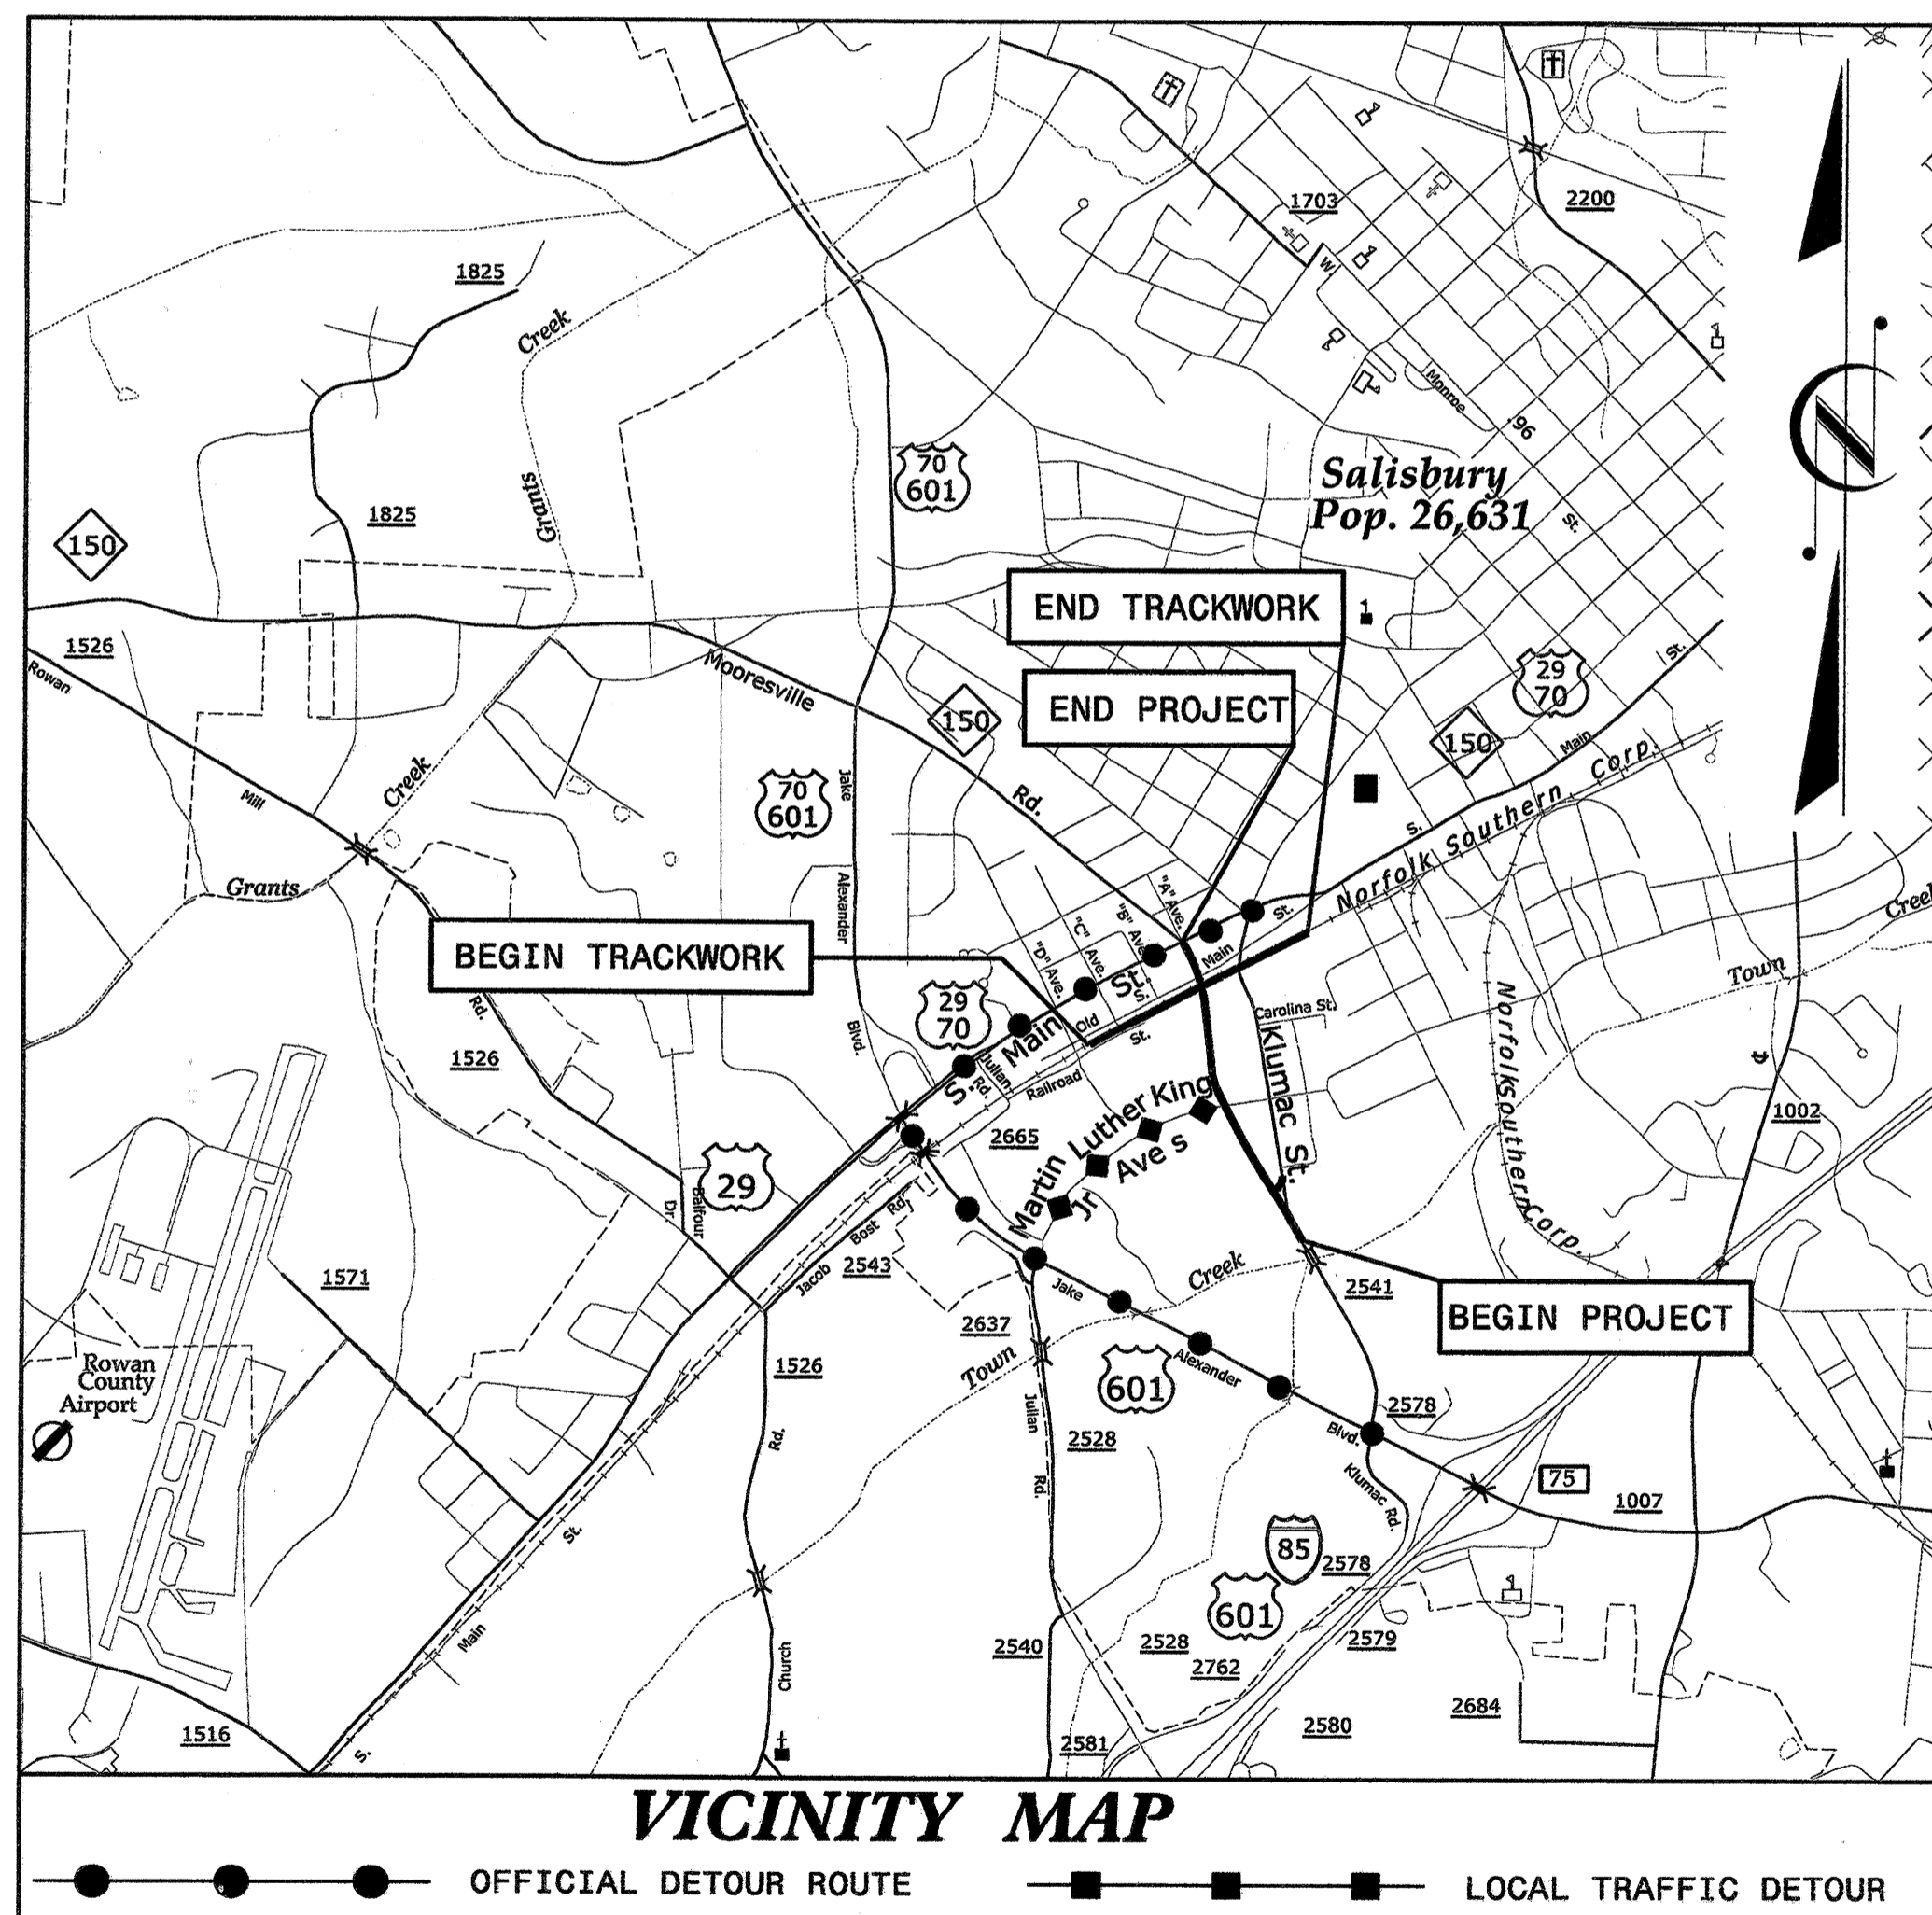 1703
2200
1825
Creek
W.
Monroe
96
St.
70
601
Salisbury
Pop. 26,631
Grants
1825
150
END TRACKWORK
1526
Rowan
Mooresville
150
END PROJECT
29
70
St.
150
Main
Norfolk Southern Corp.
S.
Creek
Mill
70
601
Jake
Rd.
Grants
Alexander
"A" Ave.
"B" Ave.
"C" Ave.
"D" Ave.
St.
Main
Creek
Town
BEGIN TRACKWORK
Rd.
29
70
Blvd.
S. Main St.
S.
Old
St.
Carolina St.
Klumac St.
Norfolk Southern Corp.
1526
Julian
Rd.
Railroad
2665
Martin Luther King
Jr Ave s
1002
29
Balfour
Dr.
Jacob Bost Rd.
2543
1571
Creek
2541
BEGIN PROJECT
Jake
2637
Town
Alexander
601
1526
Rowan
County
Airport
Julian
2578
Blvd.
2528
Rd.
Rd.
Klumac Rd.
75
1007
St.
85
2578
601
Main
2540
2528
2579
2762
Church
1516
S.
2684
2580
2581
VICINITY MAP
OFFICIAL DETOUR ROUTE
LOCAL TRAFFIC DETOUR